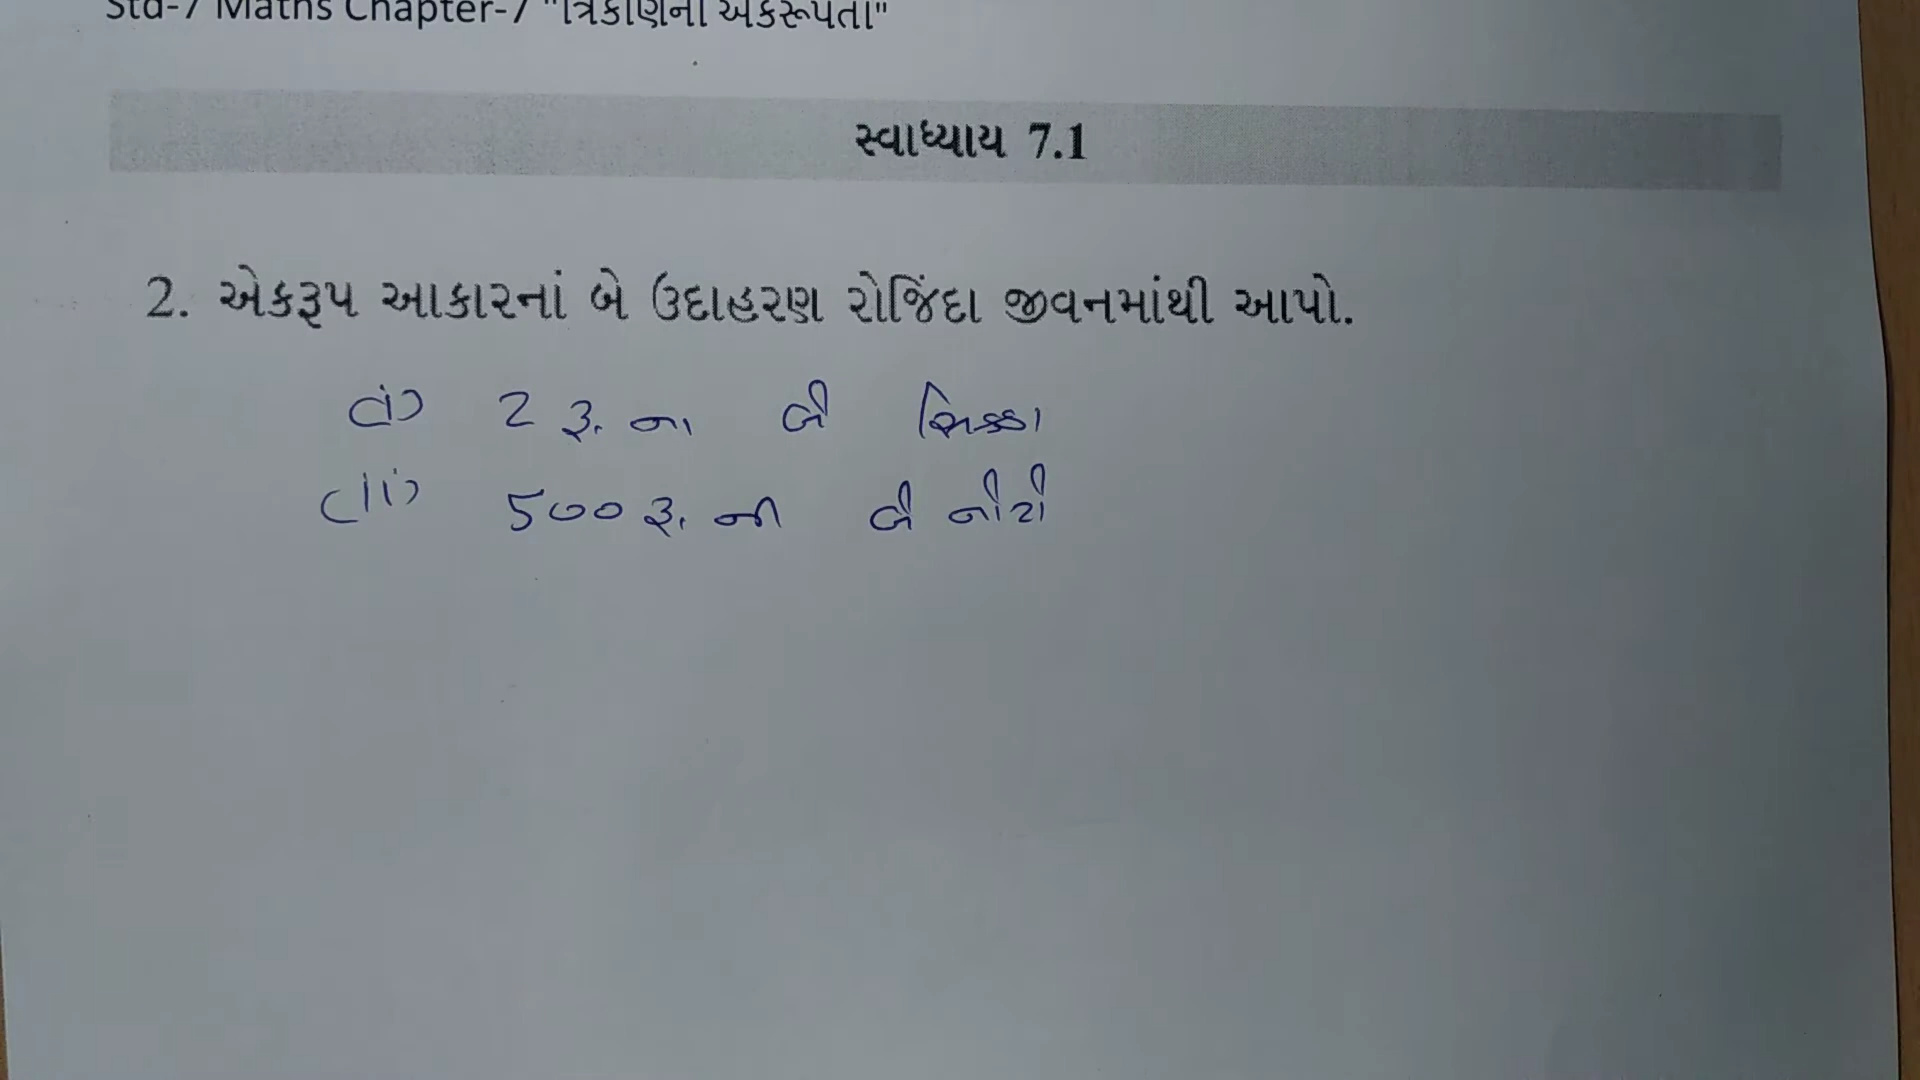 Std-7 Maths Chapter-7 "ત્રિકોણની એકરૂપતા"
સ્વાધ્યાય 7.1
2. એકરૂપ આકારનાં બે ઉદાહરણ રોજિંદા જીવનમાંથી આપો.
(i) 2 રૂ. ના બે સિક્કા
(ii) 500 રૂ. ની બે નોટો